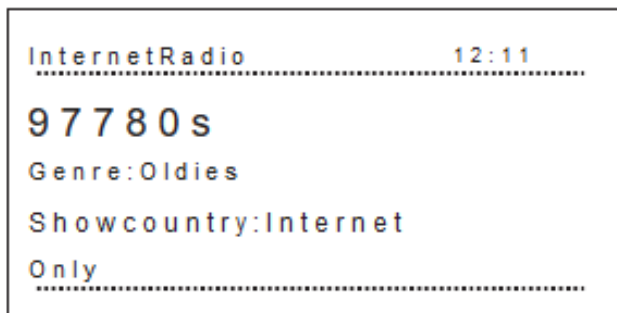 InternetRadio 12:11
97780s
Genre:Oldies
Showcountry:Internet
Only